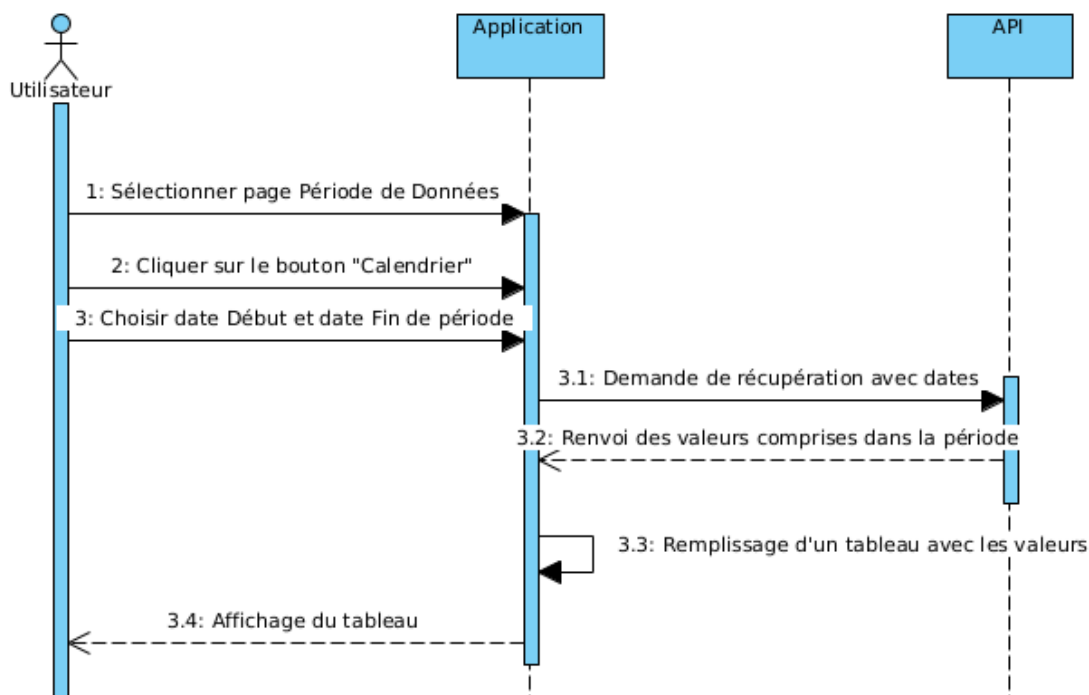 Application
API
Utilisateur
1: Sélectionner page Période de Données
2: Cliquer sur le bouton "Calendrier"
3: Choisir date Début et date Fin de période
3.1: Demande de récupération avec dates
3.2: Renvoi des valeurs comprises dans la période
3.3: Remplissage d'un tableau avec les valeurs
3.4: Affichage du tableau